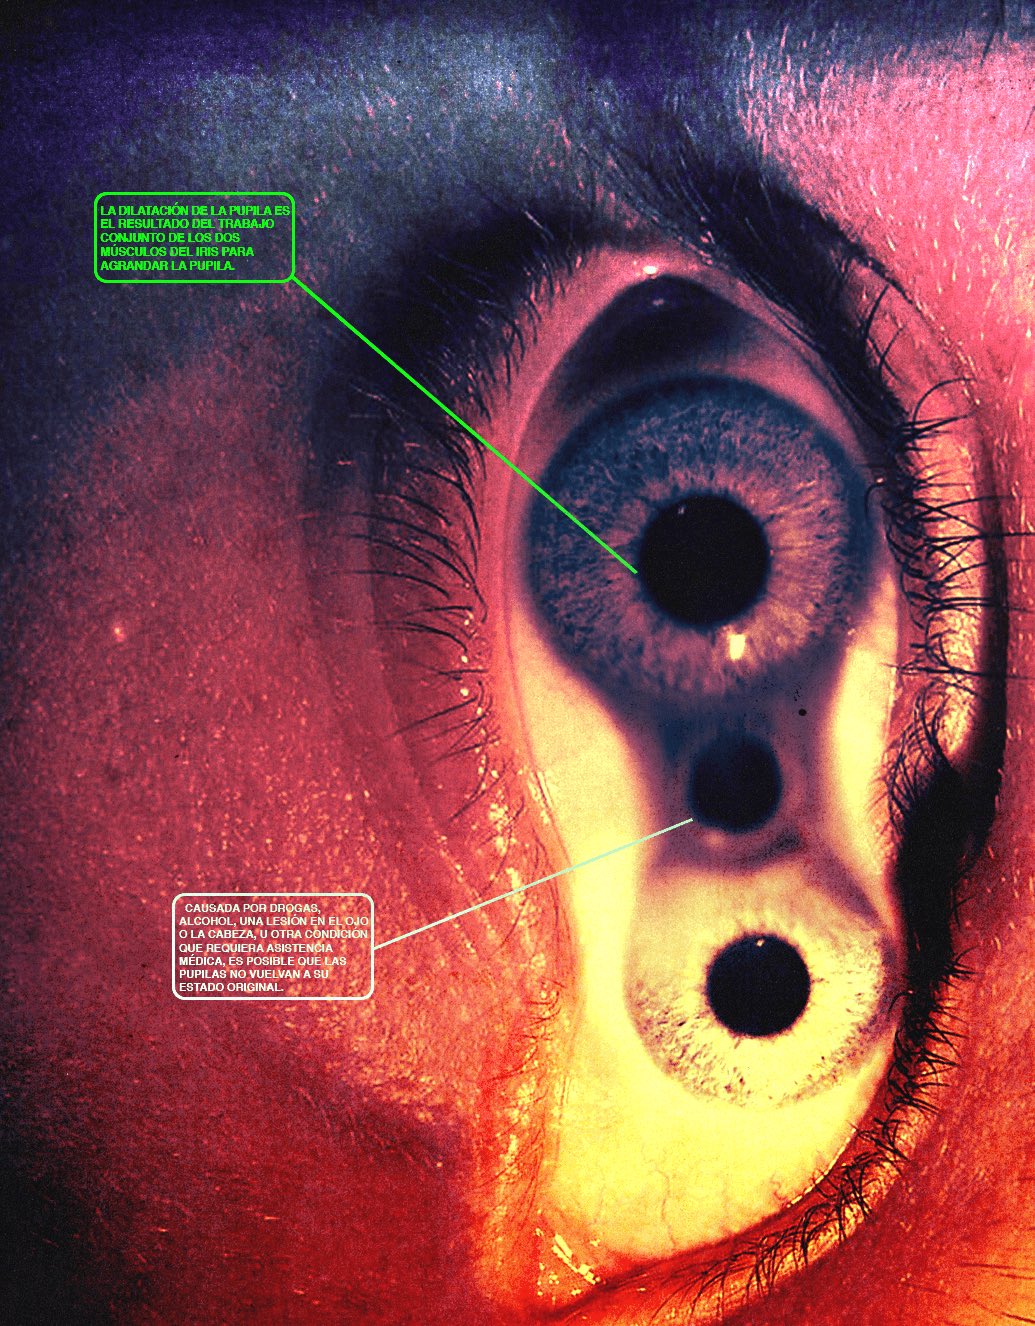 LA DILATACIÓN DE LA PUPILA ES
EL RESULTADO DEL TRABAJO
CONJUNTO DE LOS DOS
MÚSCULOS DEL IRIS PARA
AGRANDAR LA PUPILA.
CAUSADA POR DROGAS,
ALCOHOL, UNA LESIÓN EN EL OJO
O LA CABEZA, U OTRA CONDICIÓN
QUE REQUIERA ASISTENCIA
MÉDICA, ES POSIBLE QUE LAS
PUPILAS NO VUELVAN A SU
ESTADO ORIGINAL.